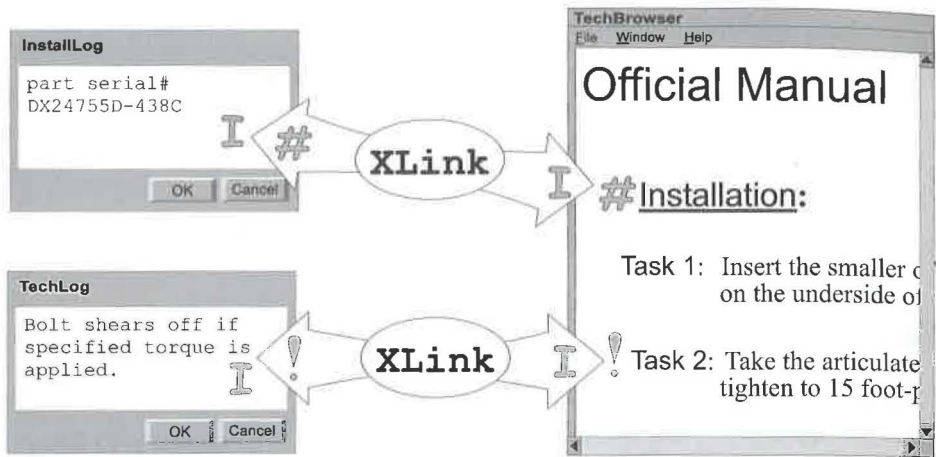 InstallLog
part serial#
DX24755D-438C
I
#
OK Cancel
XLink
I
TechBrowser
File Window Help
Official Manual
#Installation:
Task 1: Insert the smaller
on the underside of
! Task 2: Take the articulate
tighten to 15 foot-p
TechLog
Bolt shears off if
specified torque is
applied.
I
!
OK Cancel
XLink
I